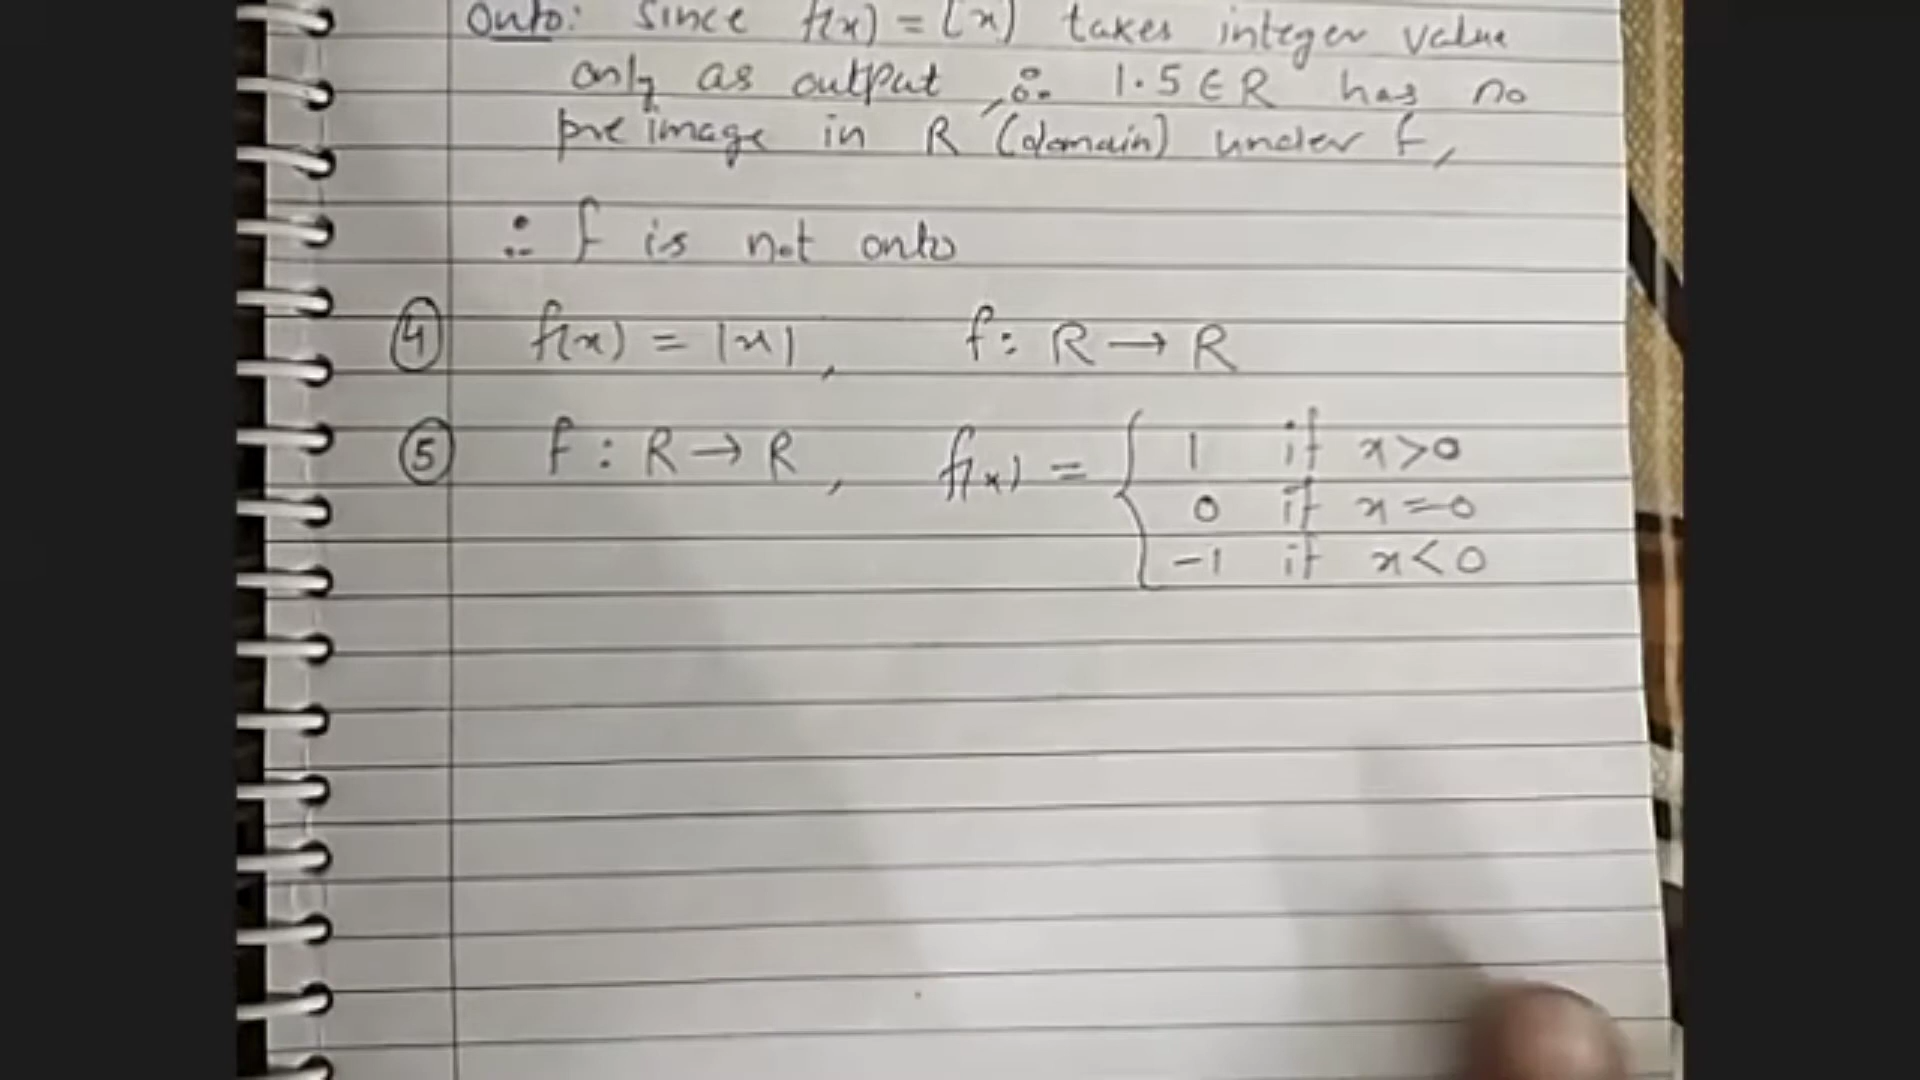 Onto: Since f(x) = [x] takes integer value
only as output, ∴ 1.5 ∈ R has no
pre image in R (domain) under f,
∴ f is not onto
④ f(x) = |x|, f: R → R
⑤ f: R → R, f(x) = { 1 if x>0
0 if x=0
-1 if x<0